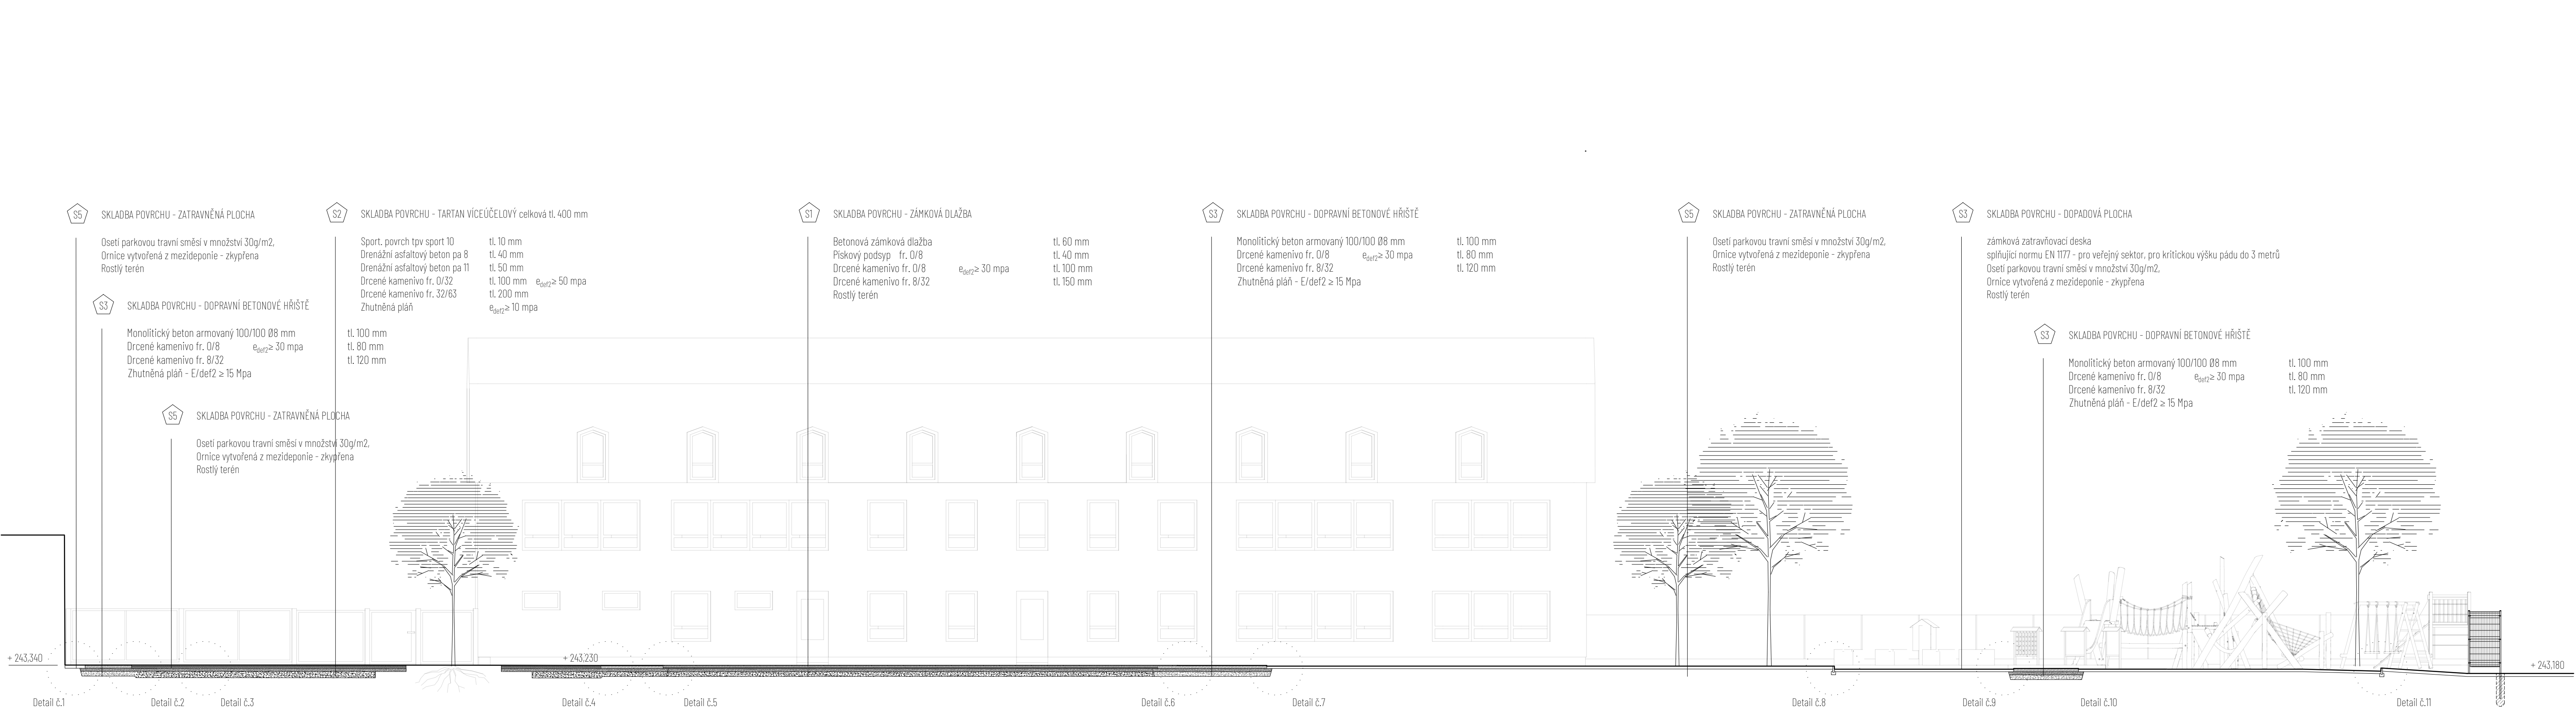 S5 SKLADBA POVRCHU - ZATRAVNĚNÁ PLOCHA
Osetí parkovou travní směsí v množství 30g/m2,
Ornice vytvořená z mezideponie - zkypřena
Rostlý terén
S3 SKLADBA POVRCHU - DOPRAVNÍ BETONOVÉ HŘIŠTĚ
Monolitický beton armovaný 100/100 Ø8 mm tl. 100 mm
Drcené kamenivo fr. 0/8 edef2≥ 30 mpa tl. 80 mm
Drcené kamenivo fr. 8/32 tl. 120 mm
Zhutněná pláň - E/def2 ≥ 15 Mpa
S5 SKLADBA POVRCHU - ZATRAVNĚNÁ PLOCHA
Osetí parkovou travní směsí v množství 30g/m2,
Ornice vytvořená z mezideponie - zkypřena
Rostlý terén
S2 SKLADBA POVRCHU - TARTAN VÍCEÚČELOVÝ celková tl. 400 mm
Sport. povrch tpv sport 10 tl. 10 mm
Drenážní asfaltový beton pa 8 tl. 40 mm
Drenážní asfaltový beton pa 11 tl. 50 mm
Drcené kamenivo fr. 0/32 tl. 100 mm edef2≥ 50 mpa
Drcené kamenivo fr. 32/63 tl. 200 mm
Zhutněná pláň edef2≥ 10 mpa
S1 SKLADBA POVRCHU - ZÁMKOVÁ DLAŽBA
Betonová zámková dlažba tl. 60 mm
Pískový podsyp fr. 0/8 tl. 40 mm
Drcené kamenivo fr. 0/8 edef2≥ 30 mpa tl. 100 mm
Drcené kamenivo fr. 8/32 tl. 150 mm
Rostlý terén
S3 SKLADBA POVRCHU - DOPRAVNÍ BETONOVÉ HŘIŠTĚ
Monolitický beton armovaný 100/100 Ø8 mm tl. 100 mm
Drcené kamenivo fr. 0/8 edef2≥ 30 mpa tl. 80 mm
Drcené kamenivo fr. 8/32 tl. 120 mm
Zhutněná pláň - E/def2 ≥ 15 Mpa
S5 SKLADBA POVRCHU - ZATRAVNĚNÁ PLOCHA
Osetí parkovou travní směsí v množství 30g/m2,
Ornice vytvořená z mezideponie - zkypřena
Rostlý terén
S3 SKLADBA POVRCHU - DOPADOVÁ PLOCHA
zámková zatravňovací deska
splňující normu EN 1177 - pro veřejný sektor, pro kritickou výšku pádu do 3 metrů
Osetí parkovou travní směsí v množství 30g/m2,
Ornice vytvořená z mezideponie - zkypřena
Rostlý terén
S3 SKLADBA POVRCHU - DOPRAVNÍ BETONOVÉ HŘIŠTĚ
Monolitický beton armovaný 100/100 Ø8 mm tl. 100 mm
Drcené kamenivo fr. 0/8 edef2≥ 30 mpa tl. 80 mm
Drcené kamenivo fr. 8/32 tl. 120 mm
Zhutněná pláň - E/def2 ≥ 15 Mpa
+ 243.340
+ 243.230
+ 243.180
Detail č.1
Detail č.2
Detail č.3
Detail č.4
Detail č.5
Detail č.6
Detail č.7
Detail č.8
Detail č.9
Detail č.10
Detail č.11